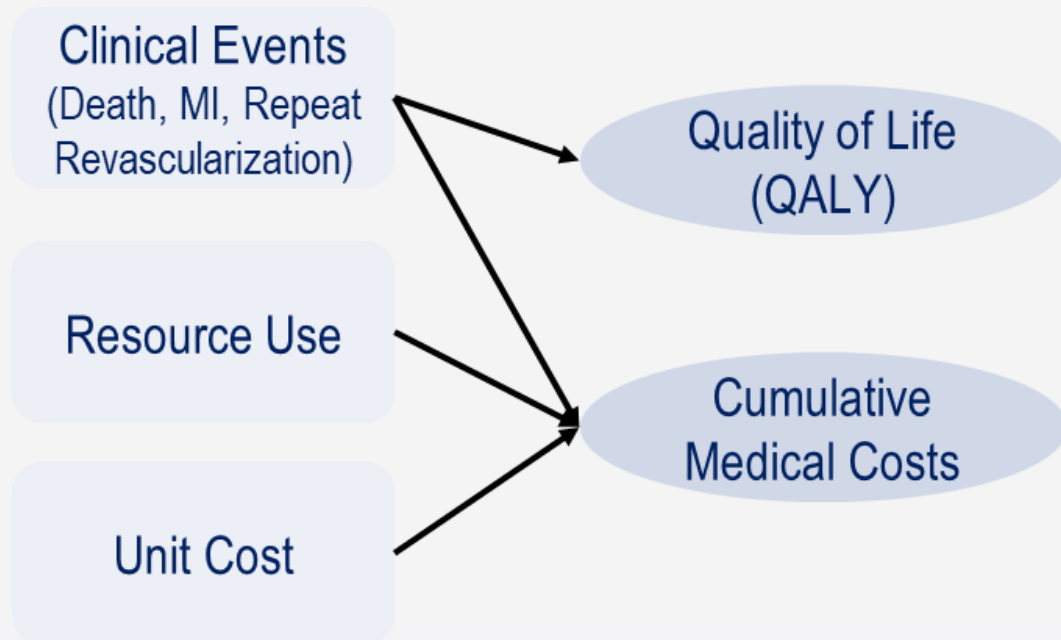 Clinical Events
(Death, MI, Repeat
Revascularization)
Quality of Life
(QALY)
Resource Use
Cumulative
Medical Costs
Unit Cost